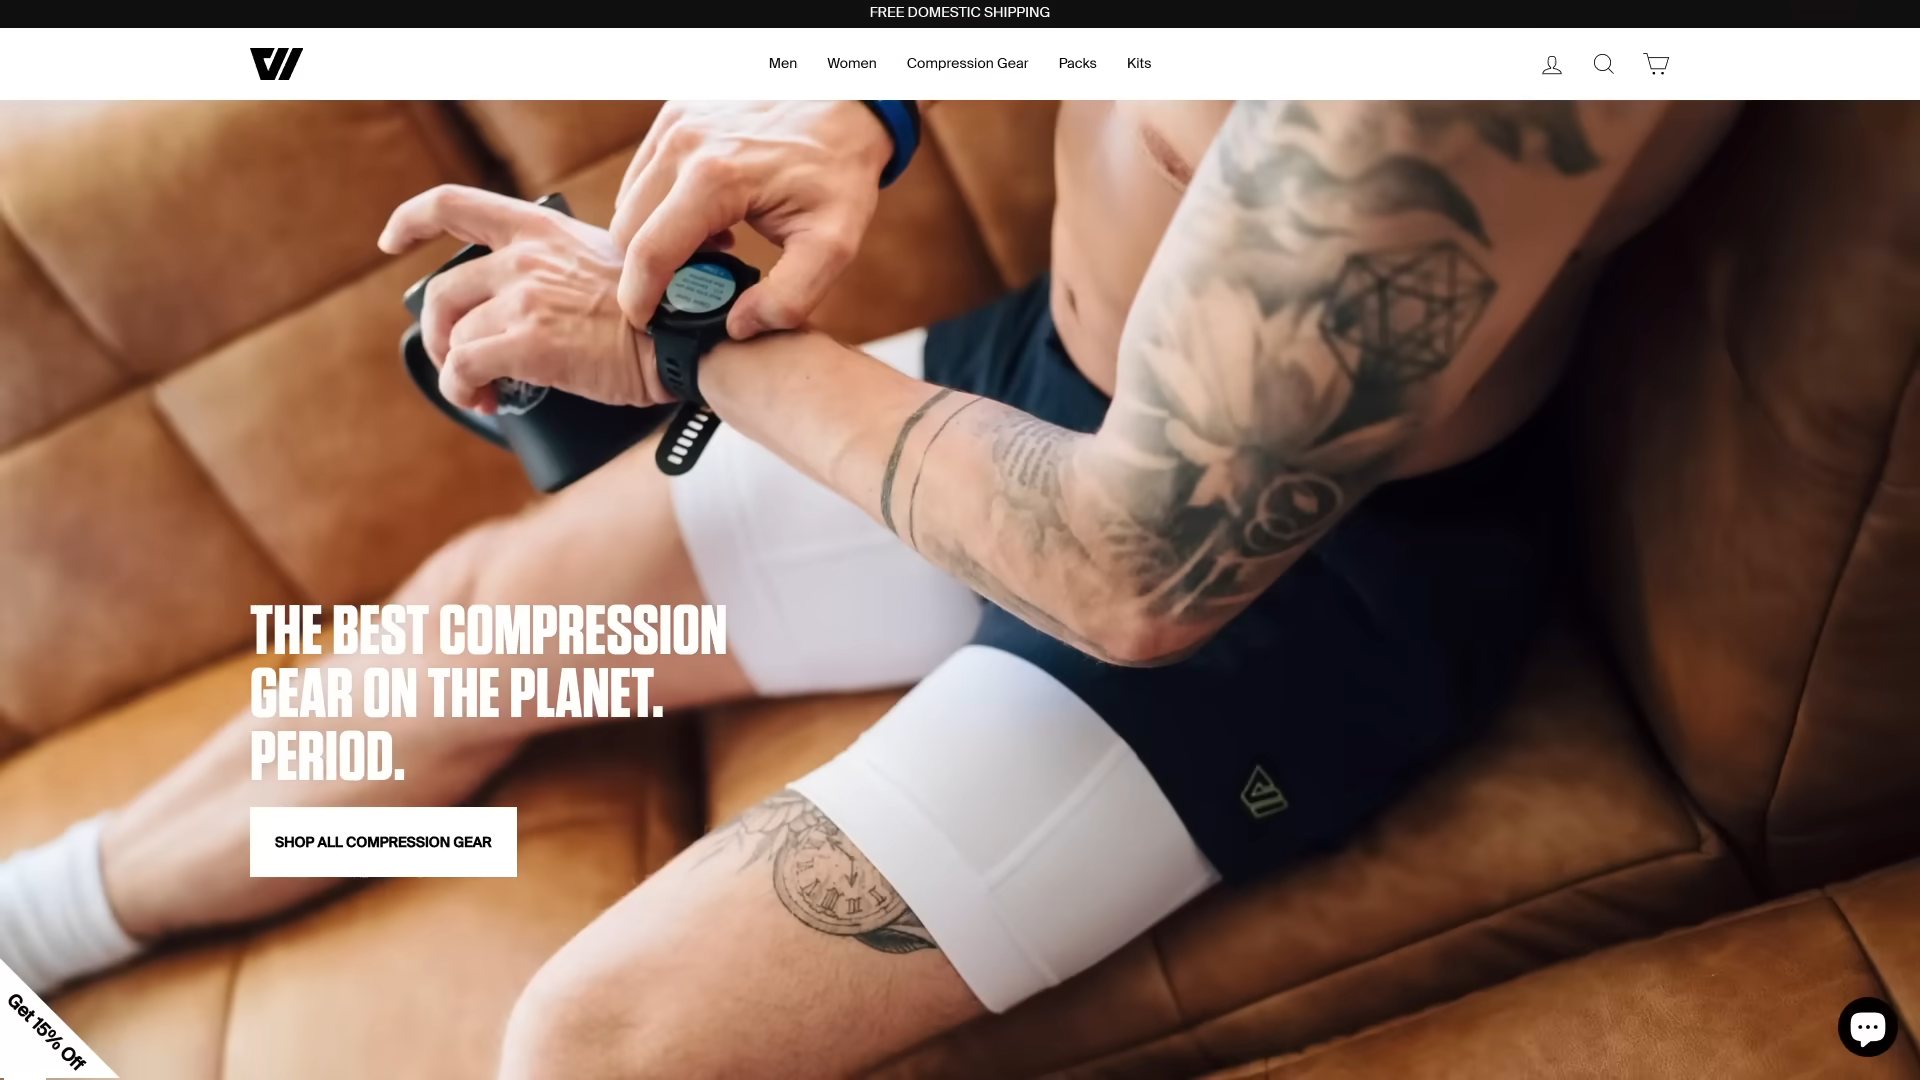 FREE DOMESTIC SHIPPING
Men Women Compression Gear Packs Kits
THE BEST COMPRESSION
GEAR ON THE PLANET.
PERIOD.
SHOP ALL COMPRESSION GEAR
Get 15% Off